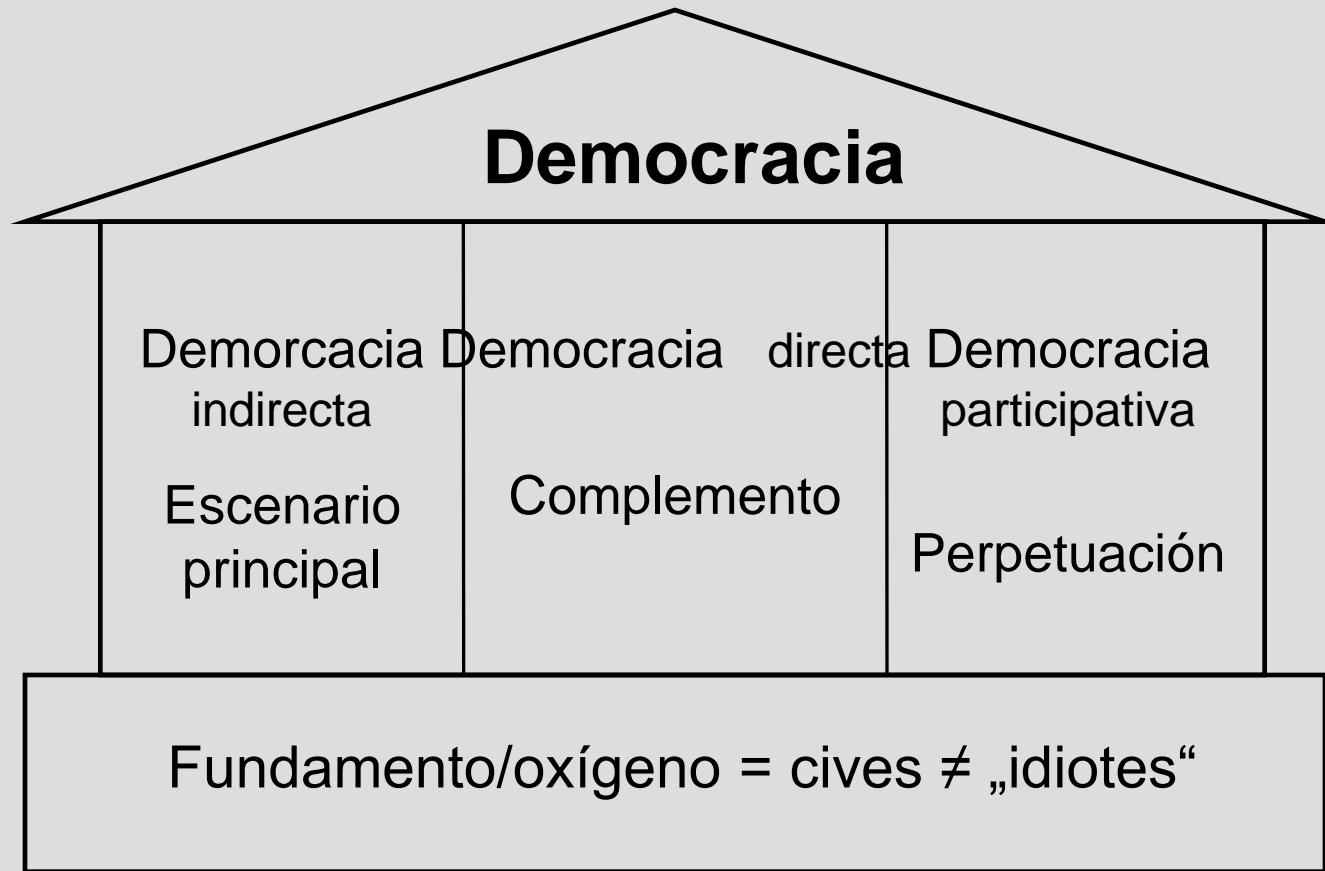 Democracia
Demorcacia
indirecta
Escenario
principal
Democracia directa
Complemento
Democracia
participativa
Perpetuación
Fundamento/oxígeno = cives ≠ „idiotes“